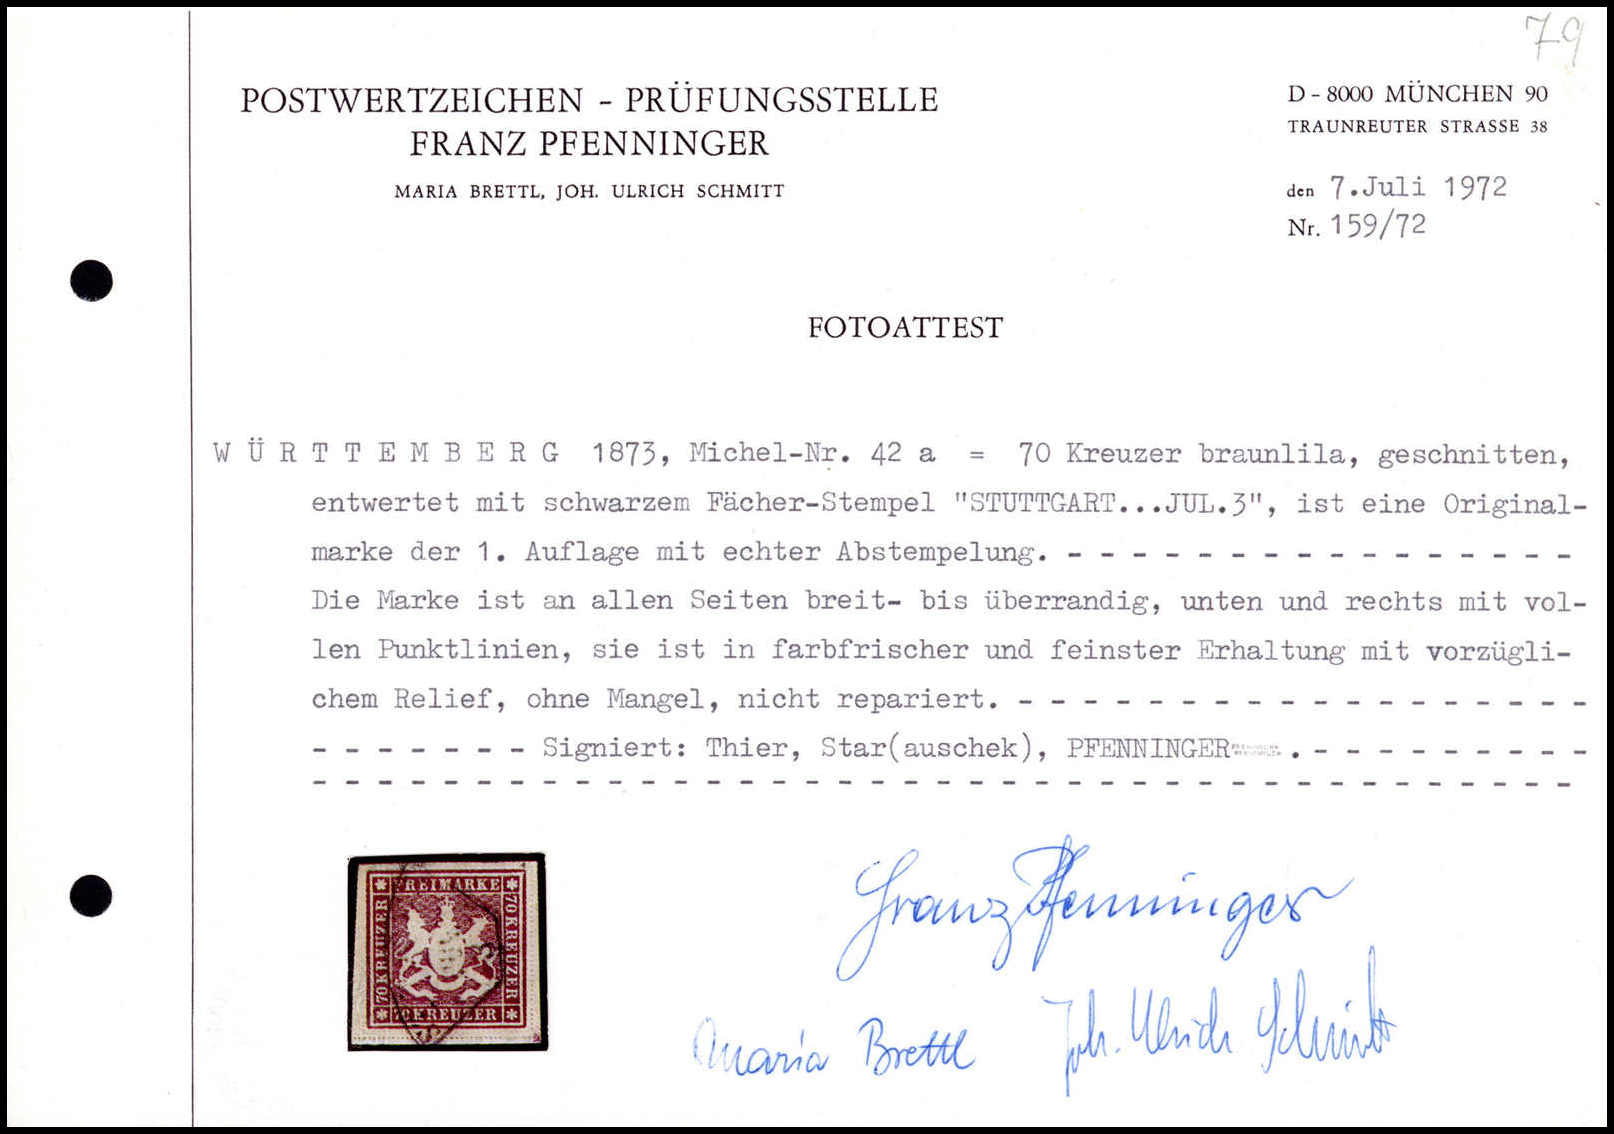 79
POSTWERTZEICHEN - PRÜFUNGSSTELLE
FRANZ PFENNINGER
MARIA BRETTL, JOH. ULRICH SCHMITT
D - 8000 MÜNCHEN 90
TRAUNREUTER STRASSE 38
den 7.Juli 1972
Nr. 159/72
FOTOATTEST
WÜRTTEMBERG 1873, Michel-Nr. 42 a = 70 Kreuzer braunlila, geschnitten,
entwertet mit schwarzem Fächer-Stempel "STUTTGART...JUL.3", ist eine Original-
marke der 1. Auflage mit echter Abstempelung. - - - - - - - - - - - - - - - -
Die Marke ist an allen Seiten breit- bis überrandig, unten und rechts mit vol-
len Punktlinien, sie ist in farbfrischer und feinster Erhaltung mit vorzügli-
chem Relief, ohne Mangel, nicht repariert. - - - - - - - - - - - - - - - - - -
- - - - - - - Signiert: Thier, Star(auschek), PFENNINGER . - - - - - - - - -
- - - - - - - - - - - - - - - - - - - - - - - - - - - - - - - - - - - - - - -
FREIMARKE
70 KREUZER
70 KREUZER
70 KREUZER
Franz Pfenninger
Maria Brettl Joh. Ulrich Schmitt